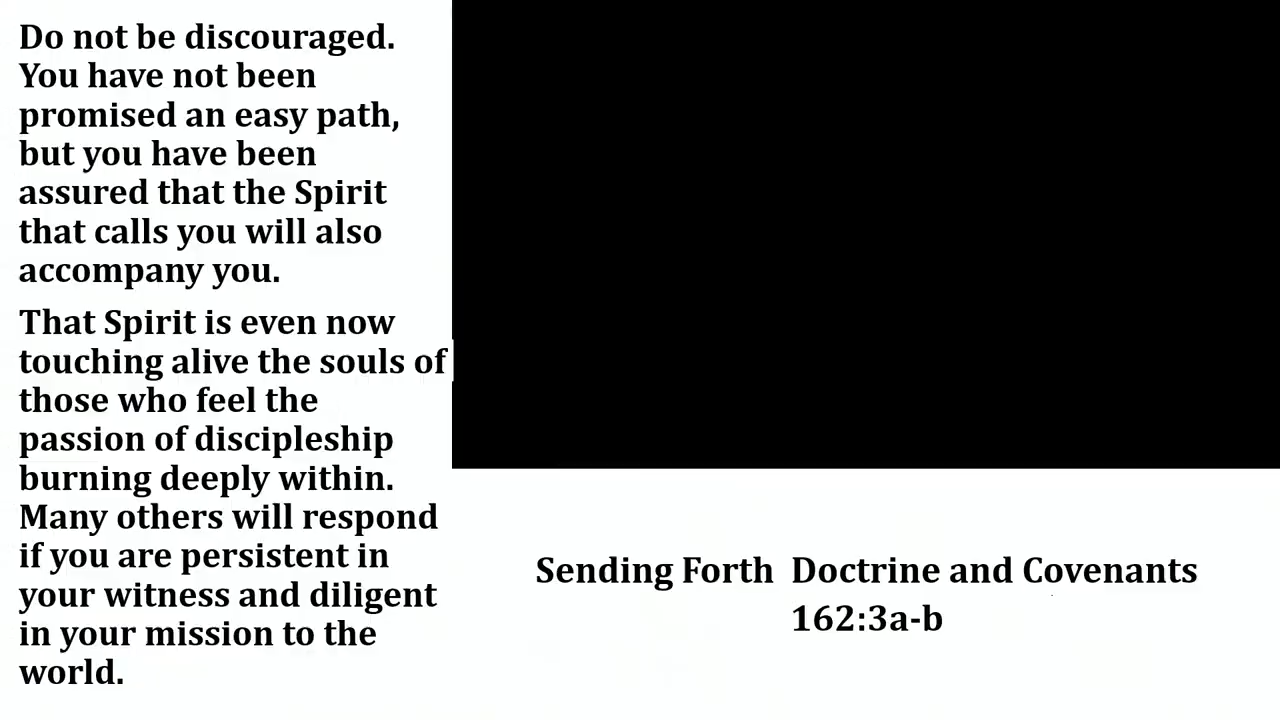 Do not be discouraged.
You have not been
promised an easy path,
but you have been
assured that the Spirit
that calls you will also
accompany you.
That Spirit is even now
touching alive the souls of
those who feel the
passion of discipleship
burning deeply within.
Many others will respond
if you are persistent in
your witness and diligent
in your mission to the
world.
Sending Forth Doctrine and Covenants
162:3a-b